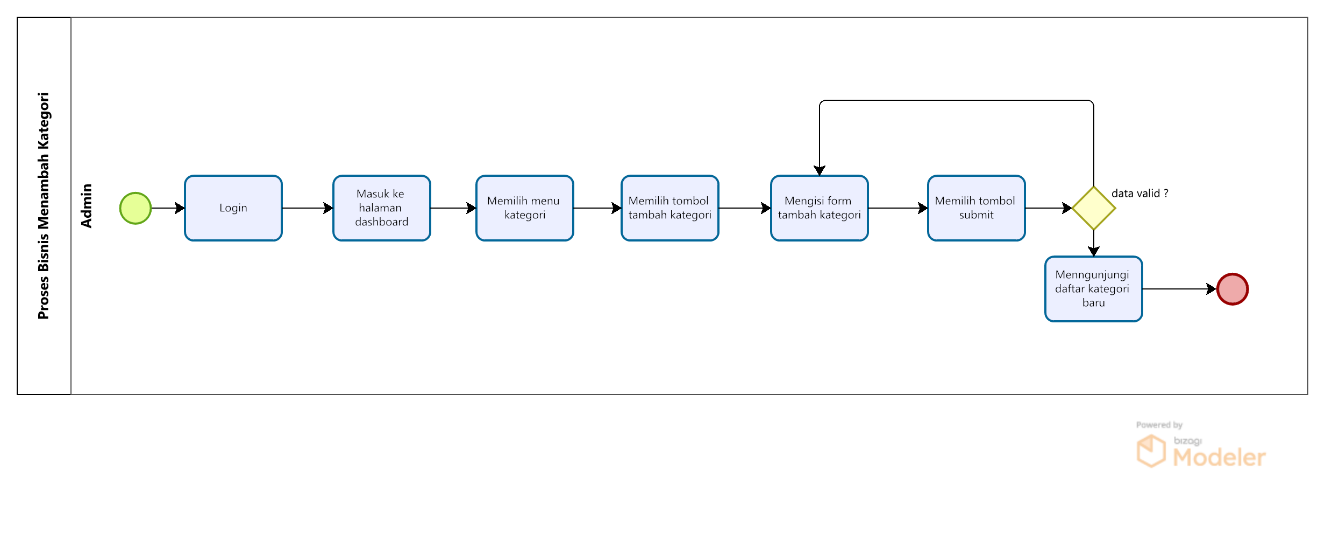 Proses Bisnis Menambah Kategori
Admin
Login
Masuk ke
halaman
dashboard
Memilih menu
kategori
Memilih tombol
tambah kategori
Mengisi form
tambah kategori
Memilih tombol
submit
data valid ?
Menngunjungi
daftar kategori
baru
Powered by
bizagi
Modeler